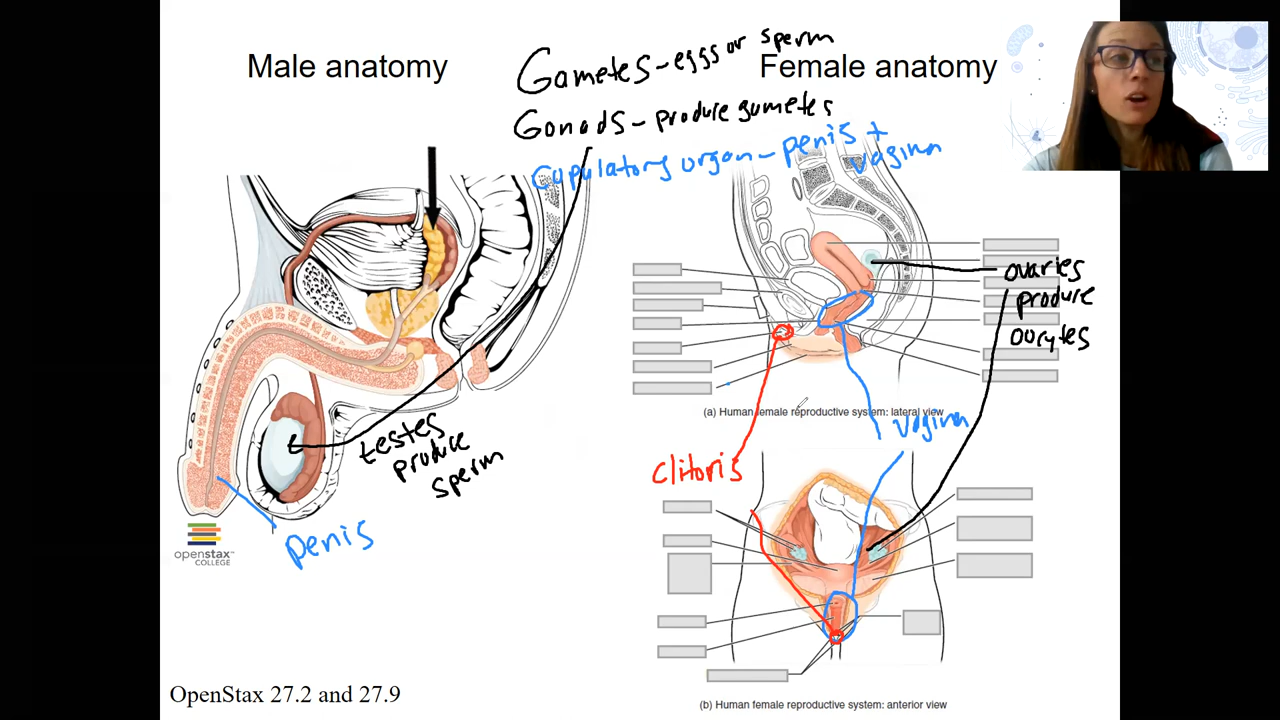 Male anatomy
Gametes - eggs or sperm
Female anatomy
Gonads - produce gametes
Copulatory organ - penis +
vagina
ovaries
produce
oocytes
(a) Human female reproductive system: lateral view
vagina
testes
produce
sperm
clitoris
penis
openstax™
COLLEGE
OpenStax 27.2 and 27.9
(b) Human female reproductive system: anterior view